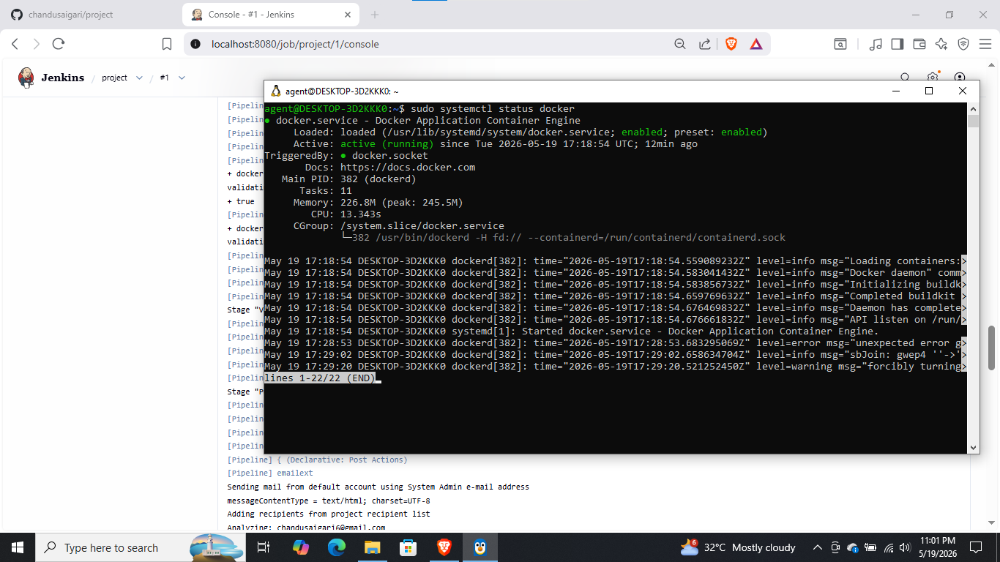 chandusaigari/project
Console - #1 - Jenkins
localhost:8080/job/project/1/console
Jenkins / project / #1
agent@DESKTOP-3D2KKK0: ~
agent@DESKTOP-3D2KKK0:~$ sudo systemctl status docker
● docker.service - Docker Application Container Engine
Loaded: loaded (/usr/lib/systemd/system/docker.service; enabled; preset: enabled)
Active: active (running) since Tue 2026-05-19 17:18:54 UTC; 12min ago
TriggeredBy: ● docker.socket
Docs: https://docs.docker.com
Main PID: 382 (dockerd)
Tasks: 11
Memory: 226.8M (peak: 245.5M)
CPU: 13.343s
CGroup: /system.slice/docker.service
└─382 /usr/bin/dockerd -H fd:// --containerd=/run/containerd/containerd.sock
May 19 17:18:54 DESKTOP-3D2KKK0 dockerd[382]: time="2026-05-19T17:18:54.559089232Z" level=info msg="Loading containers:>
May 19 17:18:54 DESKTOP-3D2KKK0 dockerd[382]: time="2026-05-19T17:18:54.583041432Z" level=info msg="Docker daemon" comm>
May 19 17:18:54 DESKTOP-3D2KKK0 dockerd[382]: time="2026-05-19T17:18:54.583856732Z" level=info msg="Initializing buildk>
May 19 17:18:54 DESKTOP-3D2KKK0 dockerd[382]: time="2026-05-19T17:18:54.659769632Z" level=info msg="Completed buildkit >
May 19 17:18:54 DESKTOP-3D2KKK0 dockerd[382]: time="2026-05-19T17:18:54.676469832Z" level=info msg="Daemon has complete>
May 19 17:18:54 DESKTOP-3D2KKK0 dockerd[382]: time="2026-05-19T17:18:54.676661832Z" level=info msg="API listen on /run/>
May 19 17:18:54 DESKTOP-3D2KKK0 systemd[1]: Started docker.service - Docker Application Container Engine.
May 19 17:28:53 DESKTOP-3D2KKK0 dockerd[382]: time="2026-05-19T17:28:53.683295069Z" level=error msg="unexpected error g>
May 19 17:29:02 DESKTOP-3D2KKK0 dockerd[382]: time="2026-05-19T17:29:02.658634704Z" level=info msg="sbJoin: gwep4 ''->'>
May 19 17:29:20 DESKTOP-3D2KKK0 dockerd[382]: time="2026-05-19T17:29:20.521252450Z" level=warning msg="forcibly turning>
lines 1-22/22 (END)
[Pipelin
[Pipelin
[Pipelin
[Pipelin
[Pipelin
+ docker
validati
+ true
[Pipelin
+ docker
validati
[Pipelin
[Pipelin
[Pipelin
[Pipelin
Stage "V
[Pipelin
[Pipelin
[Pipelin
[Pipelin
[Pipelin
Stage "P
[Pipelin
[Pipelin
[Pipelin
[Pipelin
[Pipeline] { (Declarative: Post Actions)
[Pipeline] emailext
Sending mail from default account using System Admin e-mail address
messageContentType = text/html; charset=UTF-8
Adding recipients from project recipient list
Analyzing: chandusaigari6@gmail.com
Type here to search
6
32°C Mostly cloudy
11:01 PM
5/19/2026